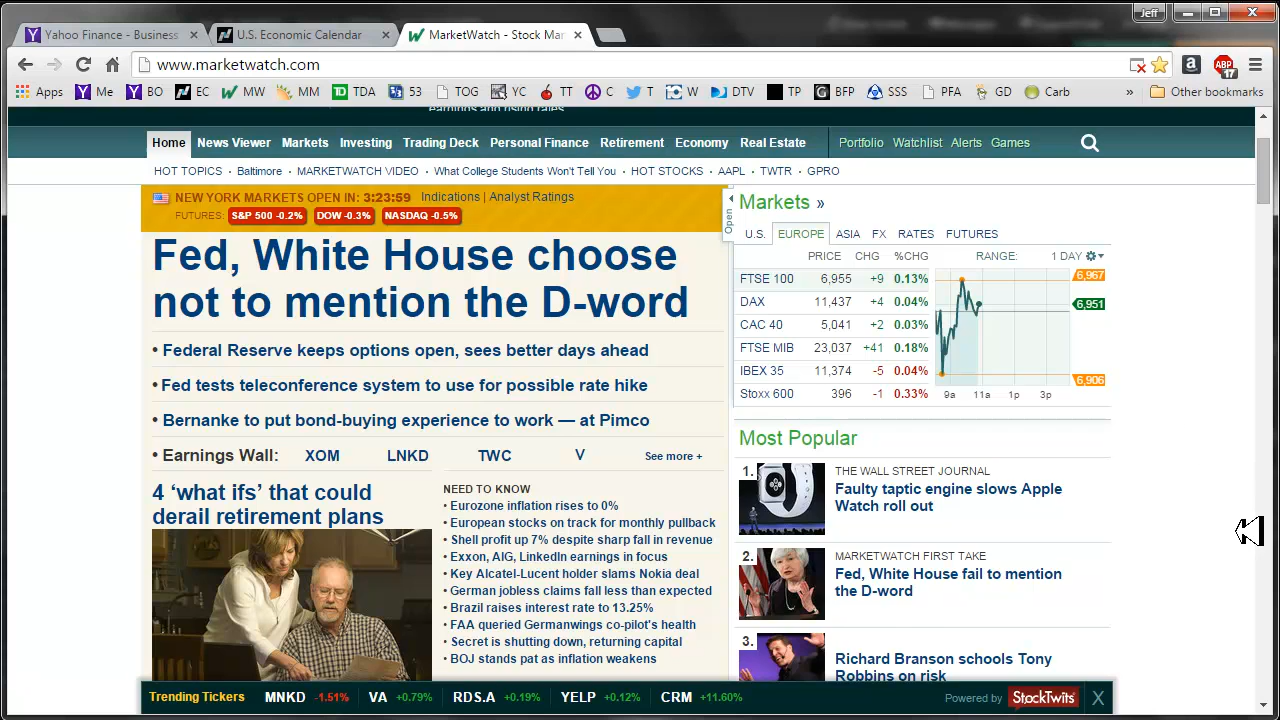 Jeff
Yahoo Finance - Business
U.S. Economic Calendar
MarketWatch - Stock Mar
www.marketwatch.com
ABP
17
Apps Me BO EC MW MM TDA 53 TOG YC TT C T W DTV TP BFP SSS PFA GD Carb » Other bookmarks
earnings and rising rates.
Home News Viewer Markets Investing Trading Deck Personal Finance Retirement Economy Real Estate Portfolio Watchlist Alerts Games
HOT TOPICS Baltimore MARKETWATCH VIDEO What College Students Won't Tell You HOT STOCKS AAPL TWTR GPRO
NEW YORK MARKETS OPEN IN: 3:23:59 Indications | Analyst Ratings
FUTURES: S&P 500 -0.2% DOW -0.3% NASDAQ -0.5%
Fed, White House choose
not to mention the D-word
• Federal Reserve keeps options open, sees better days ahead
• Fed tests teleconference system to use for possible rate hike
• Bernanke to put bond-buying experience to work — at Pimco
• Earnings Wall: XOM LNKD TWC V See more +
4 ‘what ifs’ that could
derail retirement plans
NEED TO KNOW
• Eurozone inflation rises to 0%
• European stocks on track for monthly pullback
• Shell profit up 7% despite sharp fall in revenue
• Exxon, AIG, LinkedIn earnings in focus
• Key Alcatel-Lucent holder slams Nokia deal
• German jobless claims fall less than expected
• Brazil raises interest rate to 13.25%
• FAA queried Germanwings co-pilot's health
• Secret is shutting down, returning capital
• BOJ stands pat as inflation weakens
Open
Markets »
U.S. EUROPE ASIA FX RATES FUTURES
PRICE CHG %CHG RANGE: 1 DAY
FTSE 100 6,955 +9 0.13%
DAX 11,437 +4 0.04%
CAC 40 5,041 +2 0.03%
FTSE MIB 23,037 +41 0.18%
IBEX 35 11,374 -5 0.04%
Stoxx 600 396 -1 0.33%
6,967
6,951
6,906
9a 11a 1p 3p
Most Popular
1. THE WALL STREET JOURNAL
Faulty taptic engine slows Apple
Watch roll out
2. MARKETWATCH FIRST TAKE
Fed, White House fail to mention
the D-word
3.
Richard Branson schools Tony
Robbins on risk
Trending Tickers MNKD -1.51% VA +0.79% RDS.A +0.19% YELP +0.12% CRM +11.60% Powered by STOCKTWITS X